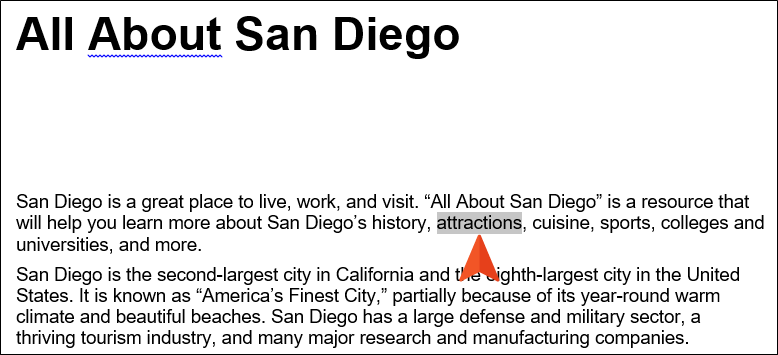 All About San Diego
San Diego is a great place to live, work, and visit. “All About San Diego” is a resource that
will help you learn more about San Diego’s history, attractions, cuisine, sports, colleges and
universities, and more.
San Diego is the second-largest city in California and the eighth-largest city in the United
States. It is known as “America’s Finest City,” partially because of its year-round warm
climate and beautiful beaches. San Diego has a large defense and military sector, a
thriving tourism industry, and many major research and manufacturing companies.